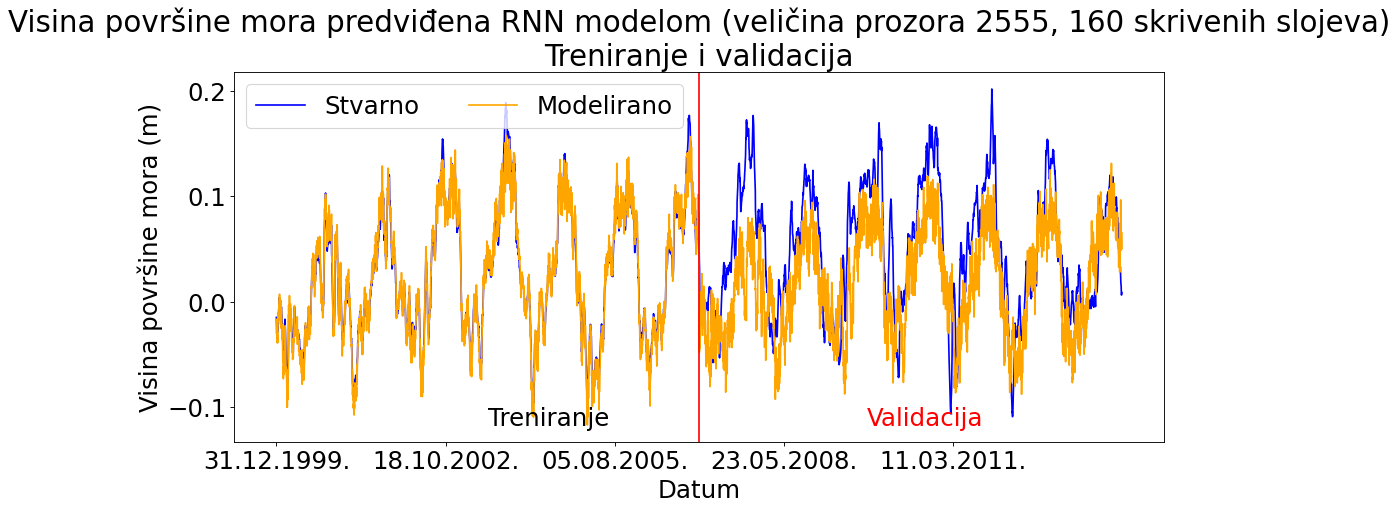 Visina površine mora predviđena RNN modelom (veličina prozora 2555, 160 skrivenih slojeva)
Treniranje i validacija
Stvarno Modelirano
Visina površine mora (m)
0.2
0.1
0.0
−0.1
Treniranje Validacija
31.12.1999. 18.10.2002. 05.08.2005. 23.05.2008. 11.03.2011.
Datum